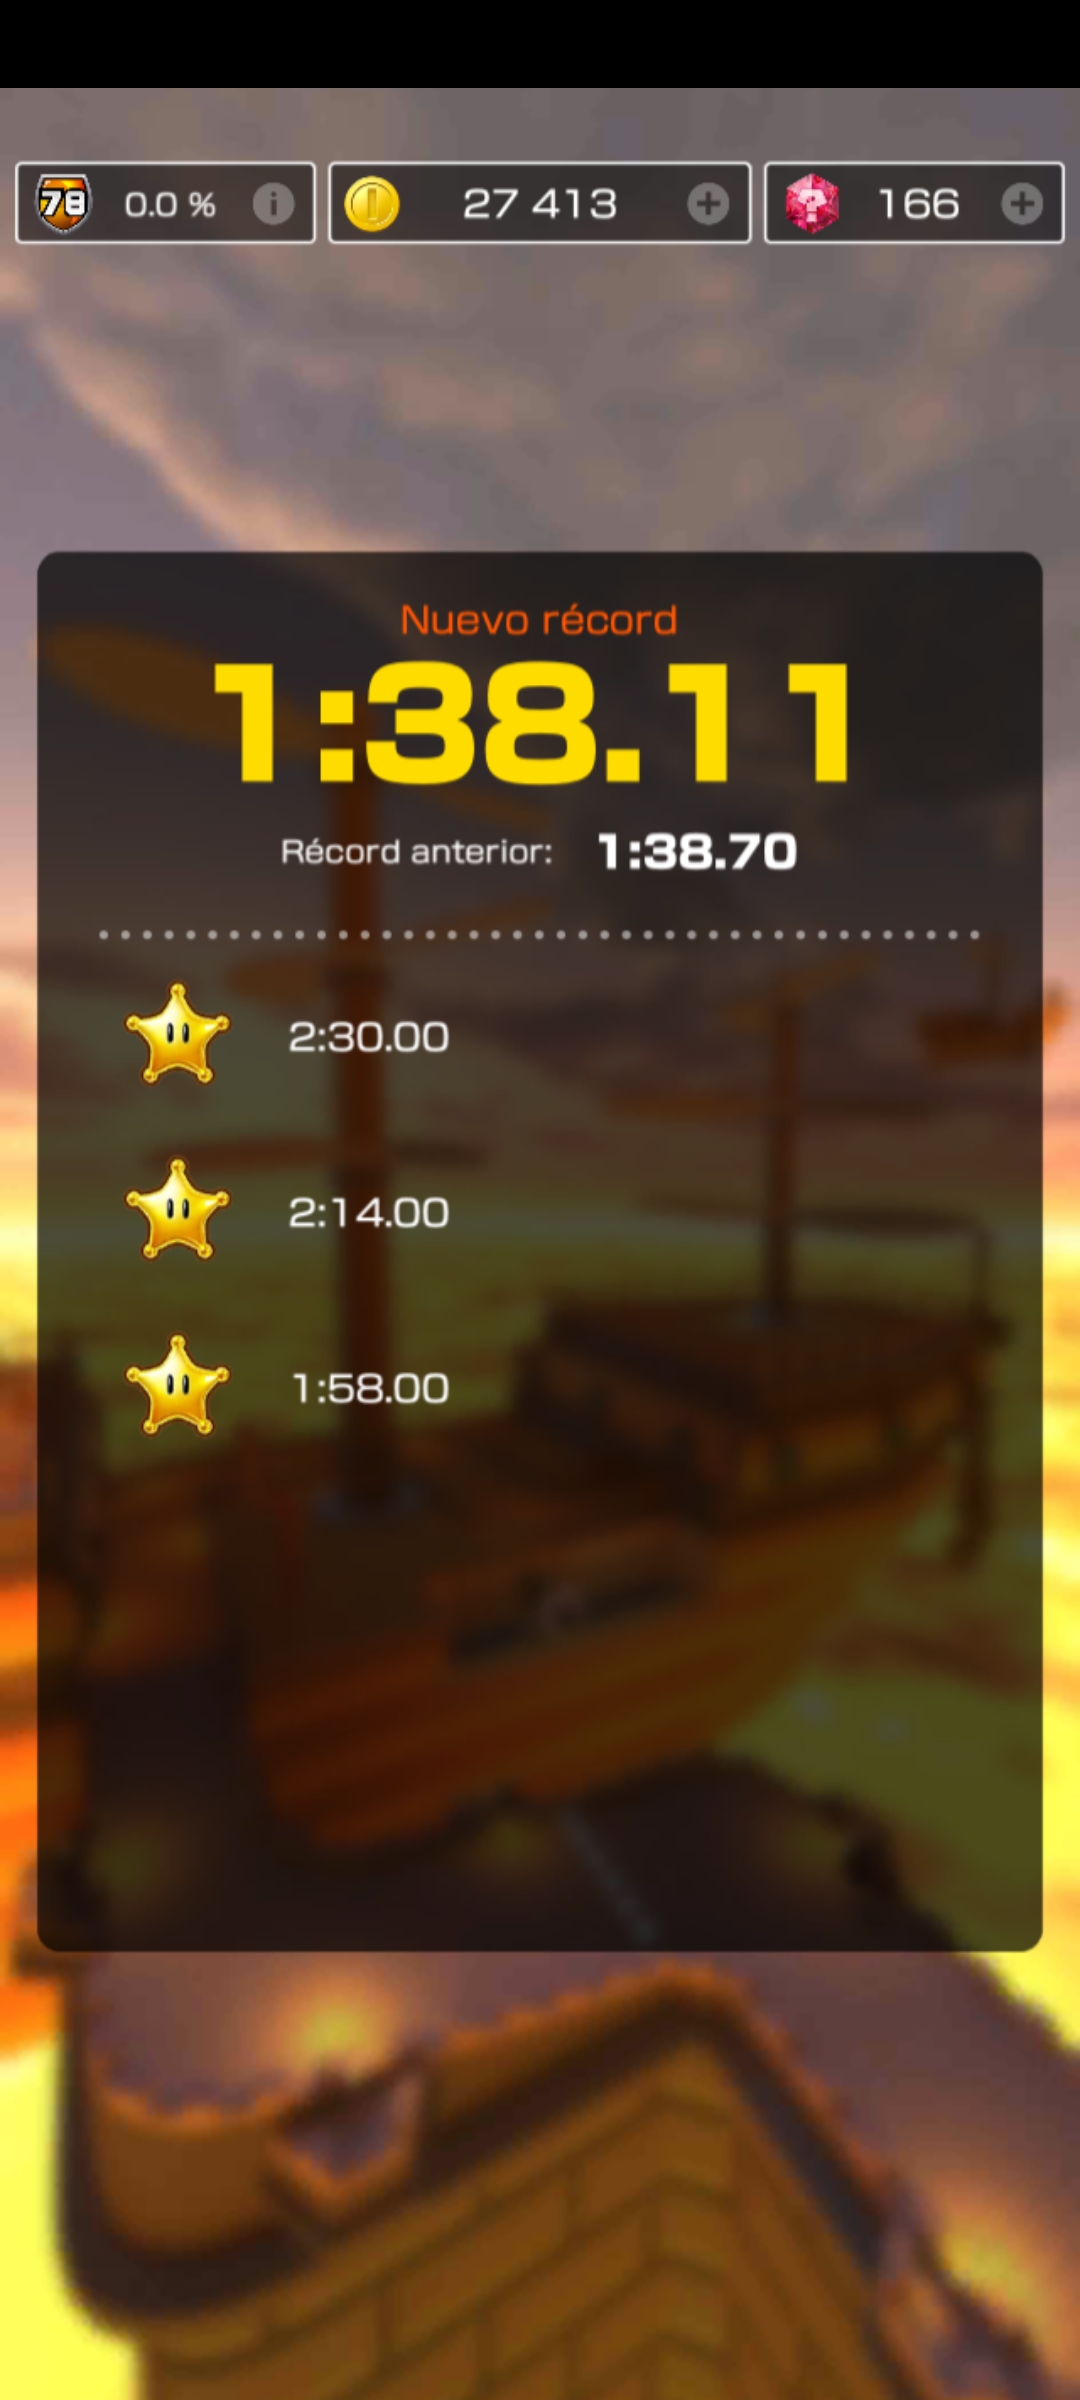 78 0.0 % i 27 413 + 166 +
Nuevo récord
1:38.11
Récord anterior: 1:38.70
2:30.00
2:14.00
1:58.00